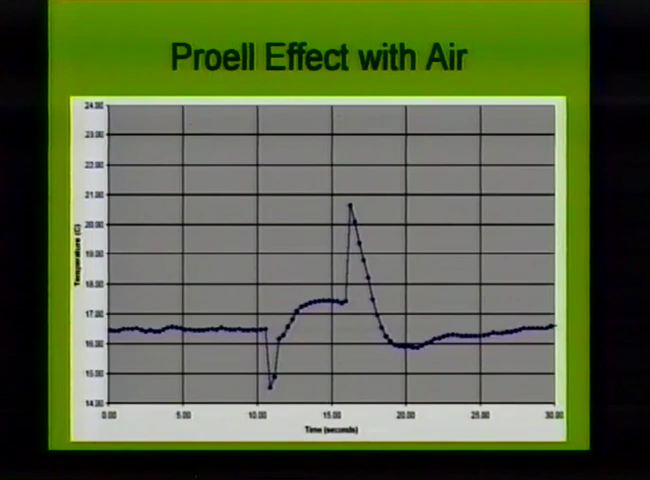 Proell Effect with Air
24.00
23.00
22.00
21.00
20.00
19.00
18.00
17.00
16.00
15.00
14.00
Temperature (C)
0.00 5.00 10.00 15.00 20.00 25.00 30.00
Time (seconds)